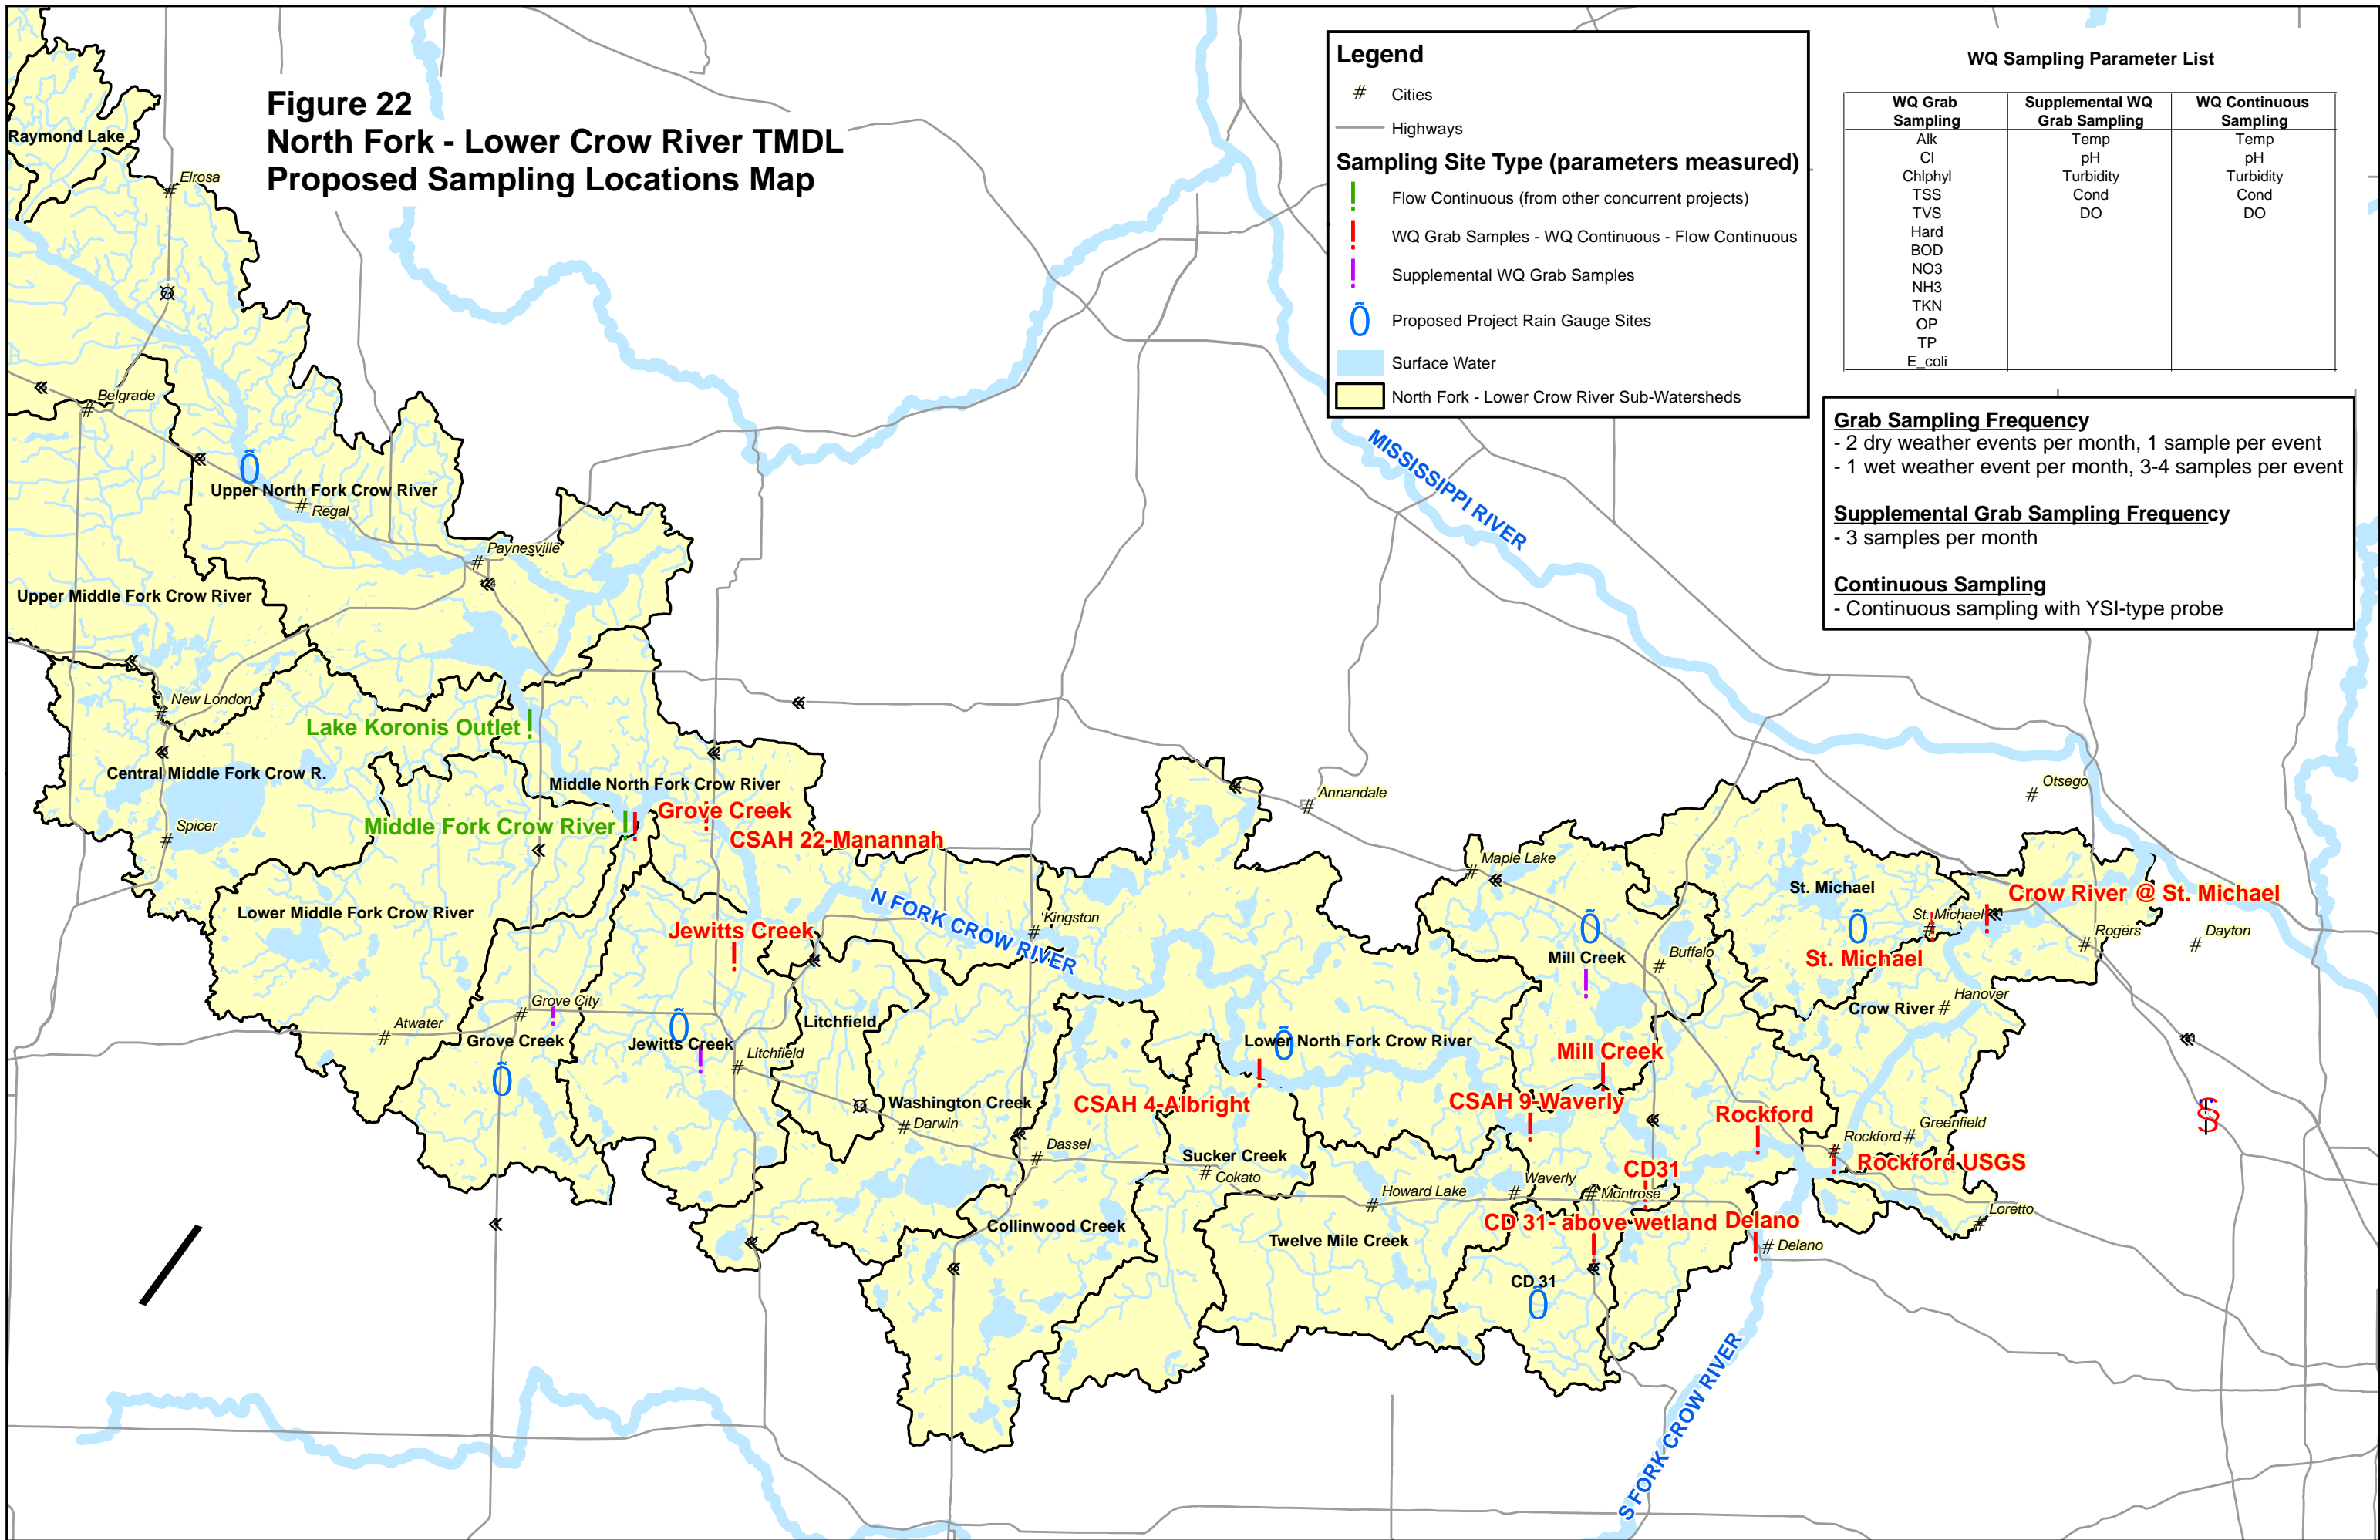 Figure 22
North Fork - Lower Crow River TMDL
Proposed Sampling Locations Map
Legend
# Cities
Highways
Sampling Site Type (parameters measured)
Flow Continuous (from other concurrent projects)
WQ Grab Samples - WQ Continuous - Flow Continuous
Supplemental WQ Grab Samples
Proposed Project Rain Gauge Sites
Surface Water
North Fork - Lower Crow River Sub-Watersheds
WQ Sampling Parameter List
WQ Grab Sampling | Supplemental WQ Grab Sampling | WQ Continuous Sampling
Alk | Temp | Temp
Cl | pH | pH
Chlphyl | Turbidity | Turbidity
TSS | Cond | Cond
TVS | DO | DO
Hard
BOD
NO3
NH3
TKN
OP
TP
E_coli
Grab Sampling Frequency
- 2 dry weather events per month, 1 sample per event
- 1 wet weather event per month, 3-4 samples per event
Supplemental Grab Sampling Frequency
- 3 samples per month
Continuous Sampling
- Continuous sampling with YSI-type probe
Raymond Lake
Elrosa
Belgrade
Upper North Fork Crow River
Regal
Paynesville
Upper Middle Fork Crow River
New London
Lake Koronis Outlet
Central Middle Fork Crow R.
Middle North Fork Crow River
Spicer
Middle Fork Crow River
Grove Creek
CSAH 22-Manannah
Lower Middle Fork Crow River
Jewitts Creek
N FORK CROW RIVER
Kingston
Grove City
Atwater
Grove Creek
Jewitts Creek
Litchfield
Litchfield
Washington Creek
Darwin
Dassel
Collinwood Creek
MISSISSIPPI RIVER
Annandale
Maple Lake
Otsego
St. Michael
Crow River @ St. Michael
St. Michael
Rogers
Dayton
St. Michael
Mill Creek
Buffalo
Hanover
Crow River
Lower North Fork Crow River
Mill Creek
CSAH 4-Albright
CSAH 9-Waverly
Rockford
Greenfield
Rockford
Rockford USGS
Sucker Creek
Cokato
CD31
Howard Lake
Waverly
Montrose
Loretto
CD 31- above wetland
Delano
Delano
Twelve Mile Creek
CD 31
S FORK CROW RIVER